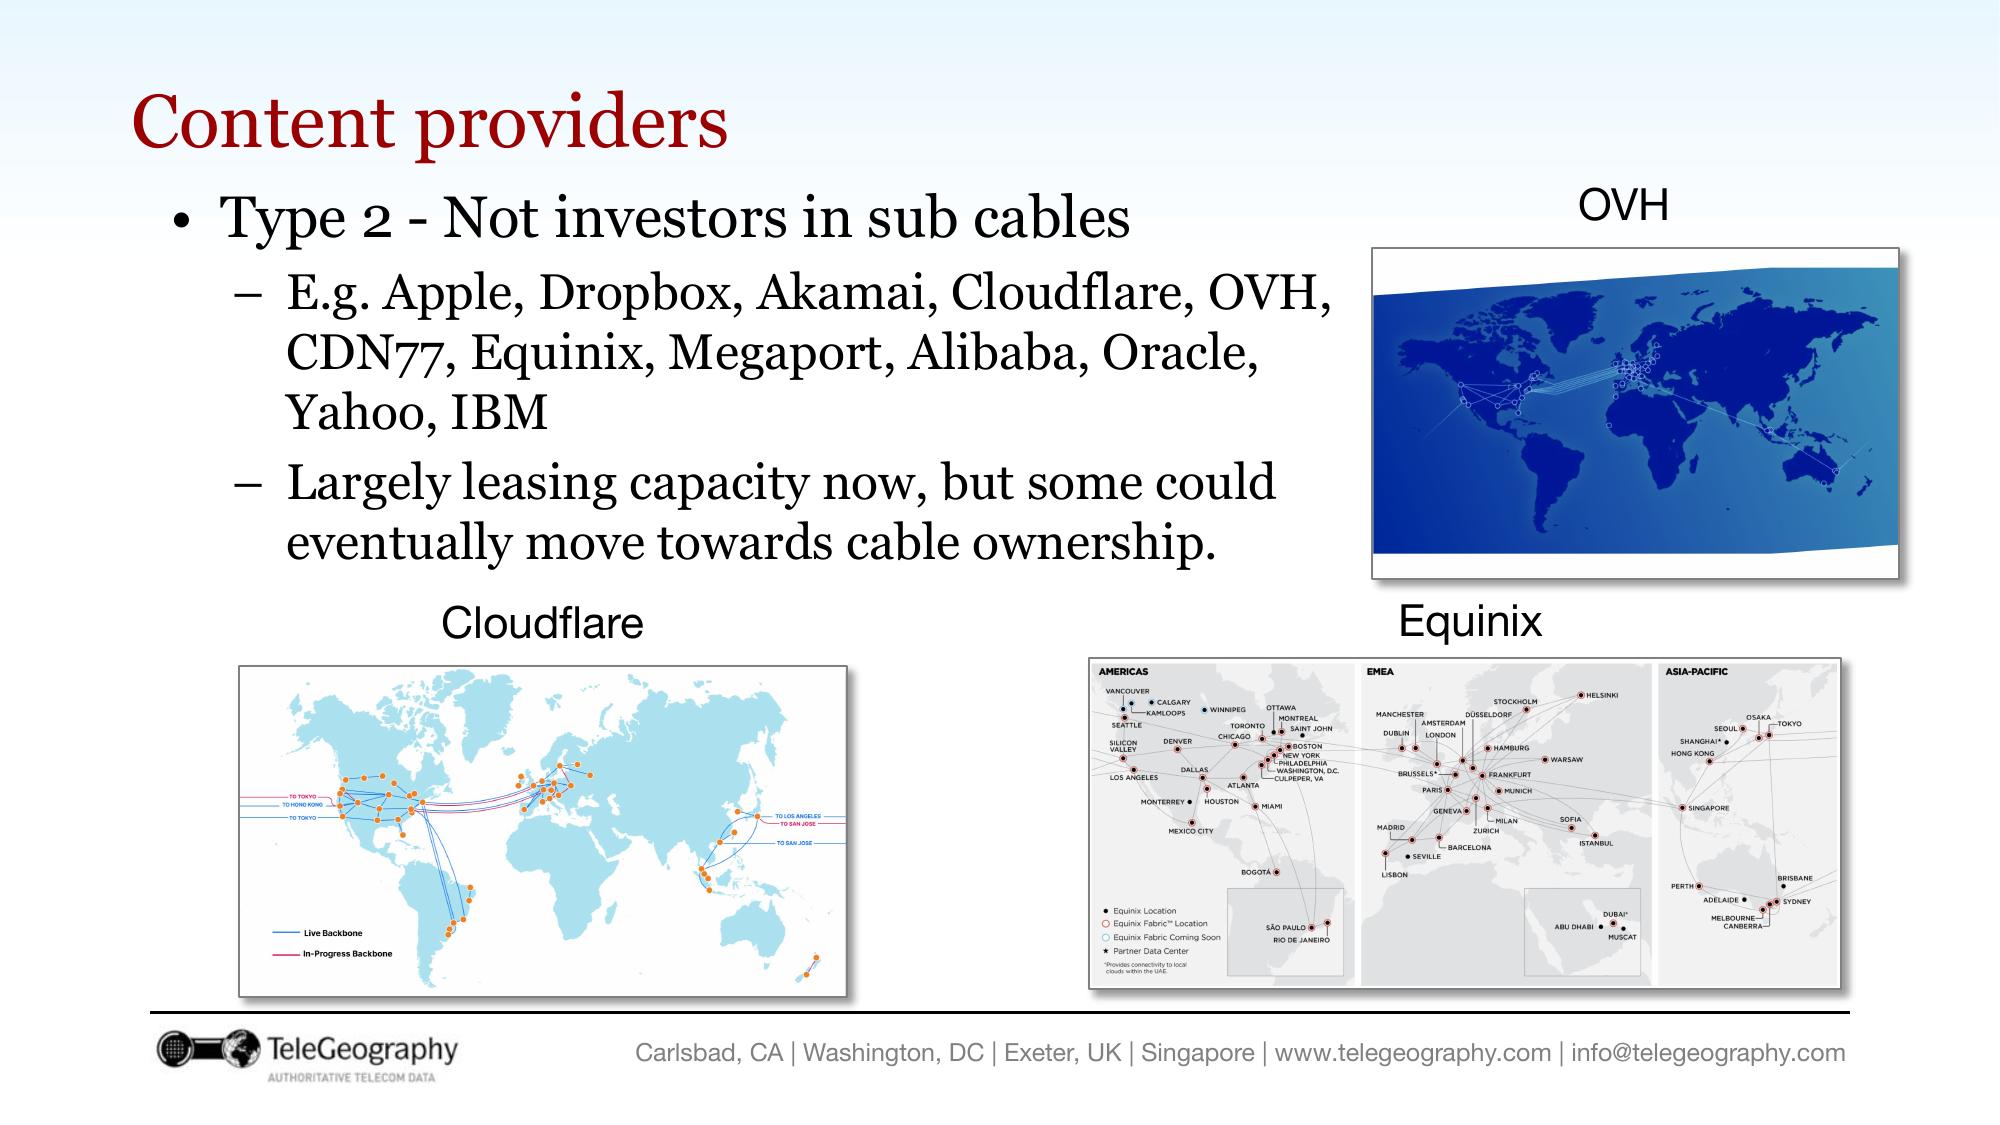 Content providers
• Type 2 - Not investors in sub cables
– E.g. Apple, Dropbox, Akamai, Cloudflare, OVH,
CDN77, Equinix, Megaport, Alibaba, Oracle,
Yahoo, IBM
– Largely leasing capacity now, but some could
eventually move towards cable ownership.
OVH
Cloudflare
TO TOKYO
TO HONG KONG
TO TOKYO
TO LOS ANGELES
TO SAN JOSE
TO SAN JOSE
Live Backbone
In-Progress Backbone
Equinix
AMERICAS
VANCOUVER
CALGARY
KAMLOOPS
WINNIPEG
SEATTLE
OTTAWA
MONTREAL
TORONTO
SAINT JOHN
CHICAGO
SILICON
VALLEY
DENVER
BOSTON
NEW YORK
PHILADELPHIA
WASHINGTON, D.C.
CULPEPER, VA
LOS ANGELES
DALLAS
ATLANTA
MONTERREY
HOUSTON
MIAMI
MEXICO CITY
BOGOTÁ
SÃO PAULO
RIO DE JANEIRO
Equinix Location
Equinix Fabric™ Location
Equinix Fabric Coming Soon
★ Partner Data Center
*Provides connectivity to local
clouds within the UAE.
EMEA
HELSINKI
STOCKHOLM
MANCHESTER
DÜSSELDORF
AMSTERDAM
DUBLIN
LONDON
HAMBURG
WARSAW
BRUSSELS*
FRANKFURT
PARIS
MUNICH
GENEVA
MILAN
SOFIA
MADRID
ZURICH
ISTANBUL
BARCELONA
SEVILLE
LISBON
DUBAI*
ABU DHABI
MUSCAT
ASIA-PACIFIC
OSAKA
TOKYO
SEOUL
SHANGHAI*
HONG KONG
SINGAPORE
PERTH
BRISBANE
ADELAIDE
SYDNEY
MELBOURNE
CANBERRA
TeleGeography
AUTHORITATIVE TELECOM DATA
Carlsbad, CA | Washington, DC | Exeter, UK | Singapore | www.telegeography.com | info@telegeography.com